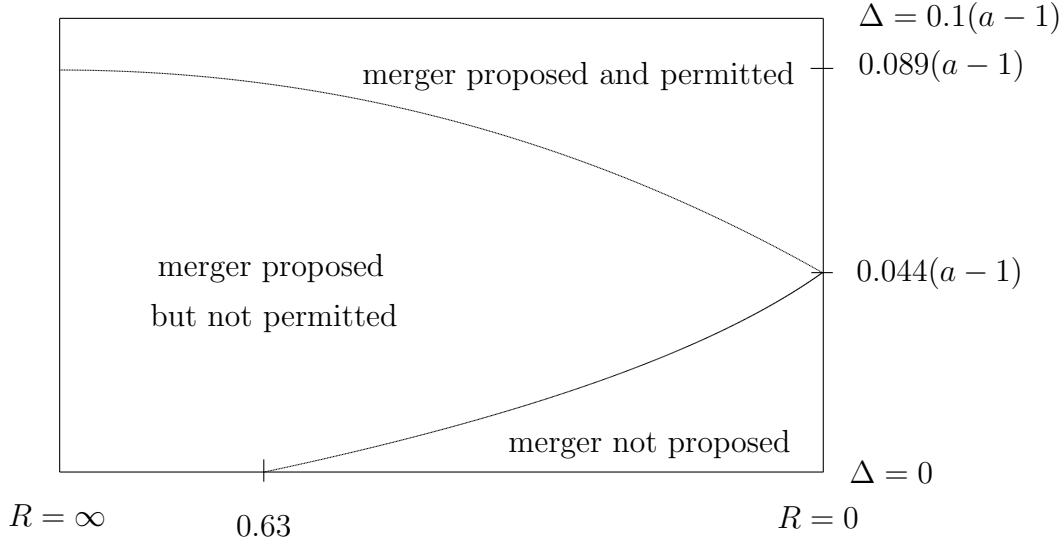 Δ = 0.1(a − 1)
merger proposed and permitted
0.089(a − 1)
merger proposed
but not permitted
0.044(a − 1)
merger not proposed
Δ = 0
R = ∞
0.63
R = 0